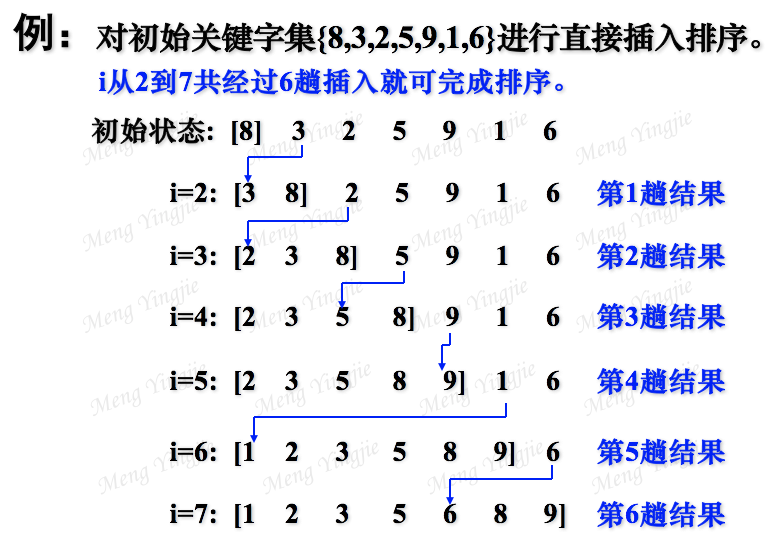 例：对初始关键字集{8,3,2,5,9,1,6}进行直接插入排序。
i从2到7共经过6趟插入就可完成排序。
初始状态: [8] 3 2 5 9 1 6
i=2: [3 8] 2 5 9 1 6 第1趟结果
i=3: [2 3 8] 5 9 1 6 第2趟结果
i=4: [2 3 5 8] 9 1 6 第3趟结果
i=5: [2 3 5 8 9] 1 6 第4趟结果
i=6: [1 2 3 5 8 9] 6 第5趟结果
i=7: [1 2 3 5 6 8 9] 第6趟结果
Meng Yingjie Meng Yingjie Meng Yingjie Meng Yingjie
Meng Yingjie Meng Yingjie Meng Yingjie Meng Yingjie
Meng Yingjie Meng Yingjie Meng Yingjie Meng Yingjie
Meng Yingjie Meng Yingjie Meng Yingjie Meng Yingjie
Meng Yingjie Meng Yingjie Meng Yingjie Meng Yingjie